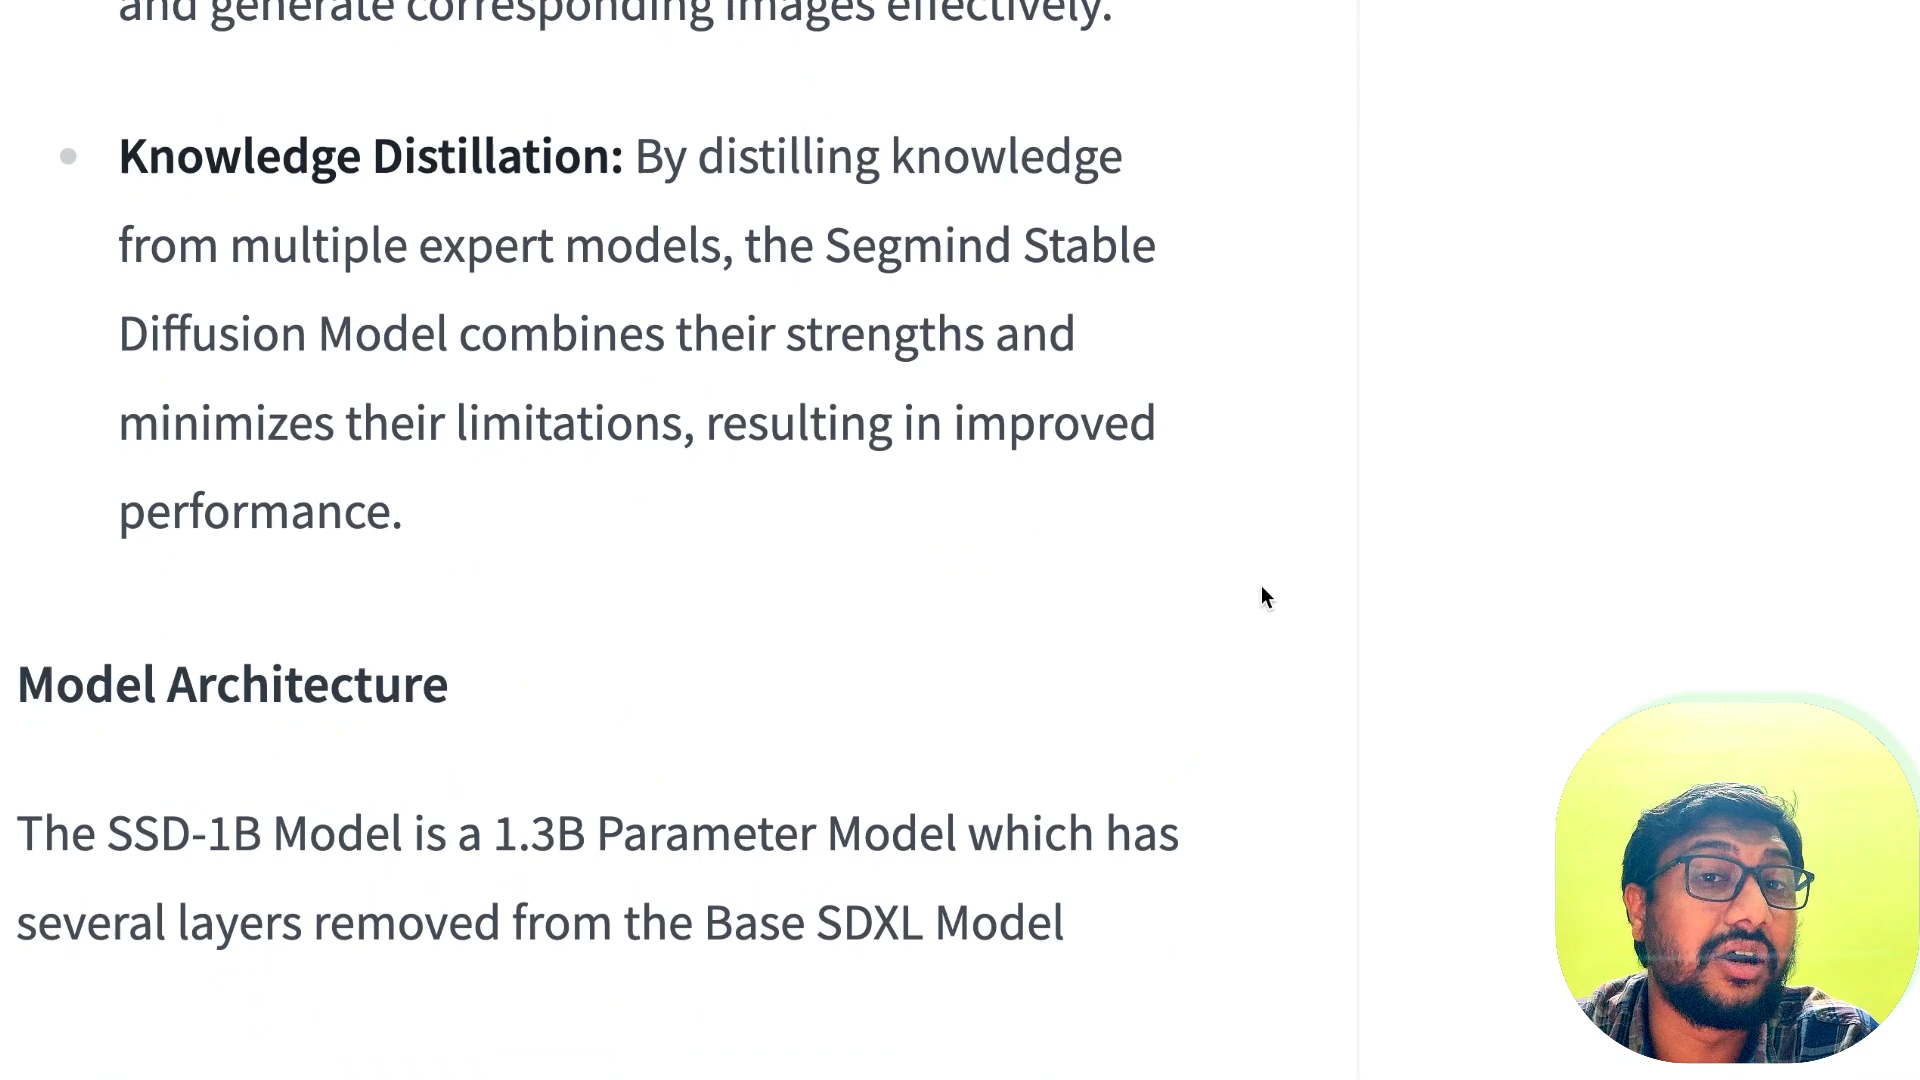 and generate corresponding images effectively.
Knowledge Distillation: By distilling knowledge
from multiple expert models, the Segmind Stable
Diffusion Model combines their strengths and
minimizes their limitations, resulting in improved
performance.
Model Architecture
The SSD-1B Model is a 1.3B Parameter Model which has
several layers removed from the Base SDXL Model